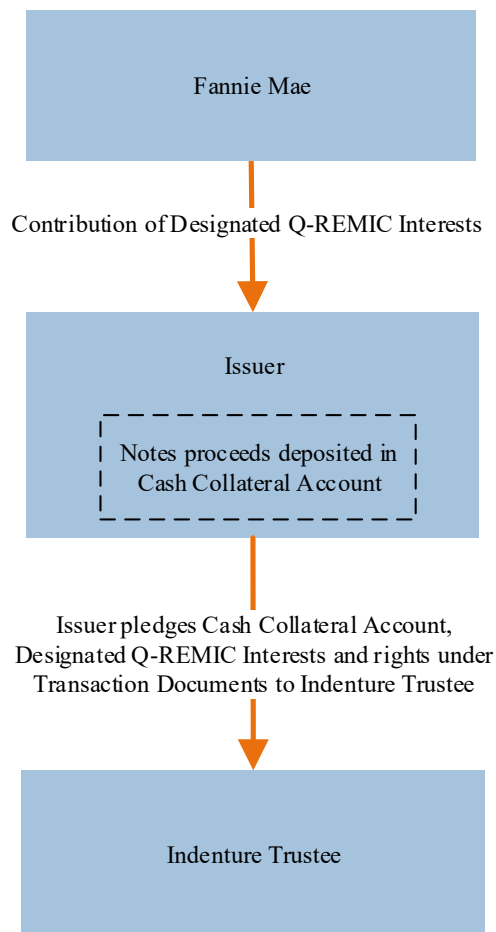 Fannie Mae
Contribution of Designated Q-REMIC Interests
Issuer
Notes proceeds deposited in
Cash Collateral Account
Issuer pledges Cash Collateral Account,
Designated Q-REMIC Interests and rights under
Transaction Documents to Indenture Trustee
Indenture Trustee